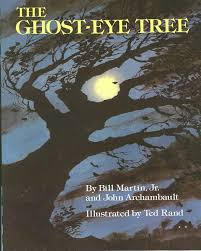 THE
GHOST-EYE TREE
By Bill Martin, Jr.
and John Archambault
Illustrated by Ted Rand